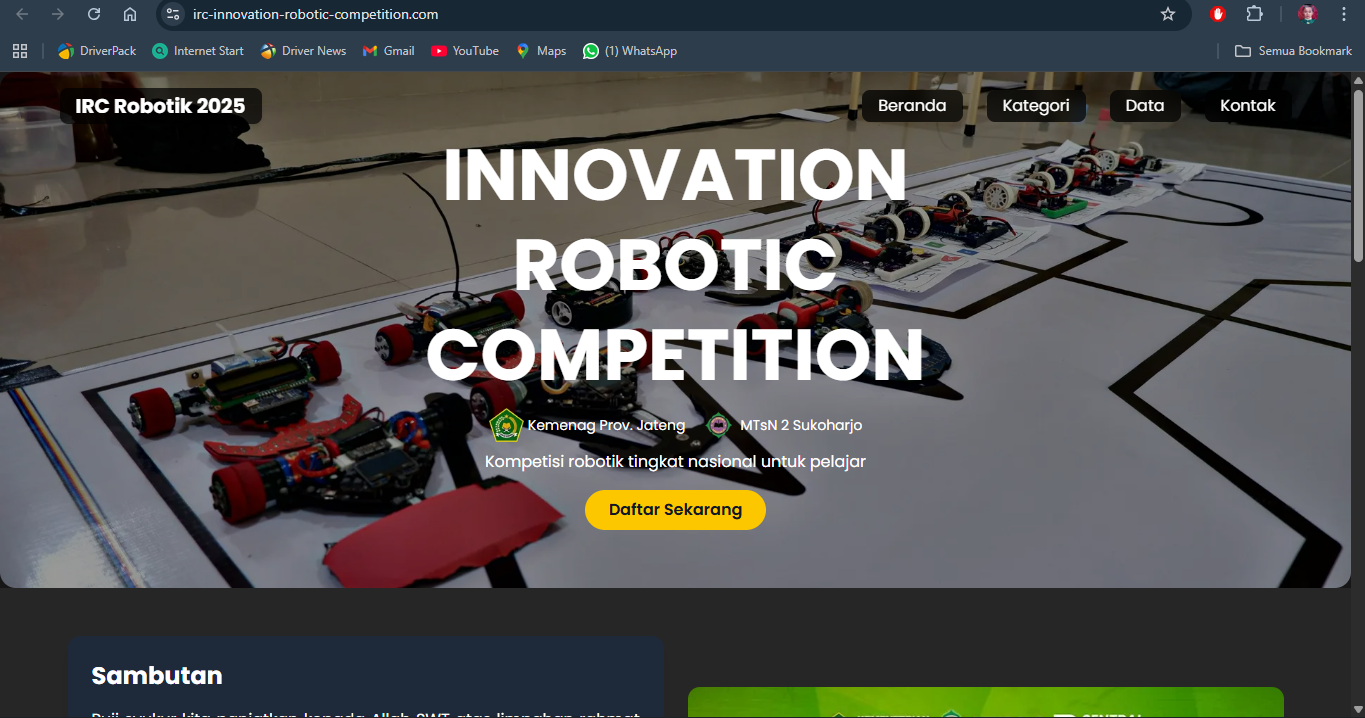 irc-innovation-robotic-competition.com
DriverPack Internet Start Driver News Gmail YouTube Maps (1) WhatsApp Semua Bookmark
IRC Robotik 2025 Beranda Kategori Data Kontak
INNOVATION
ROBOTIC
COMPETITION
Kemenag Prov. Jateng MTsN 2 Sukoharjo
Kompetisi robotik tingkat nasional untuk pelajar
Daftar Sekarang
Sambutan